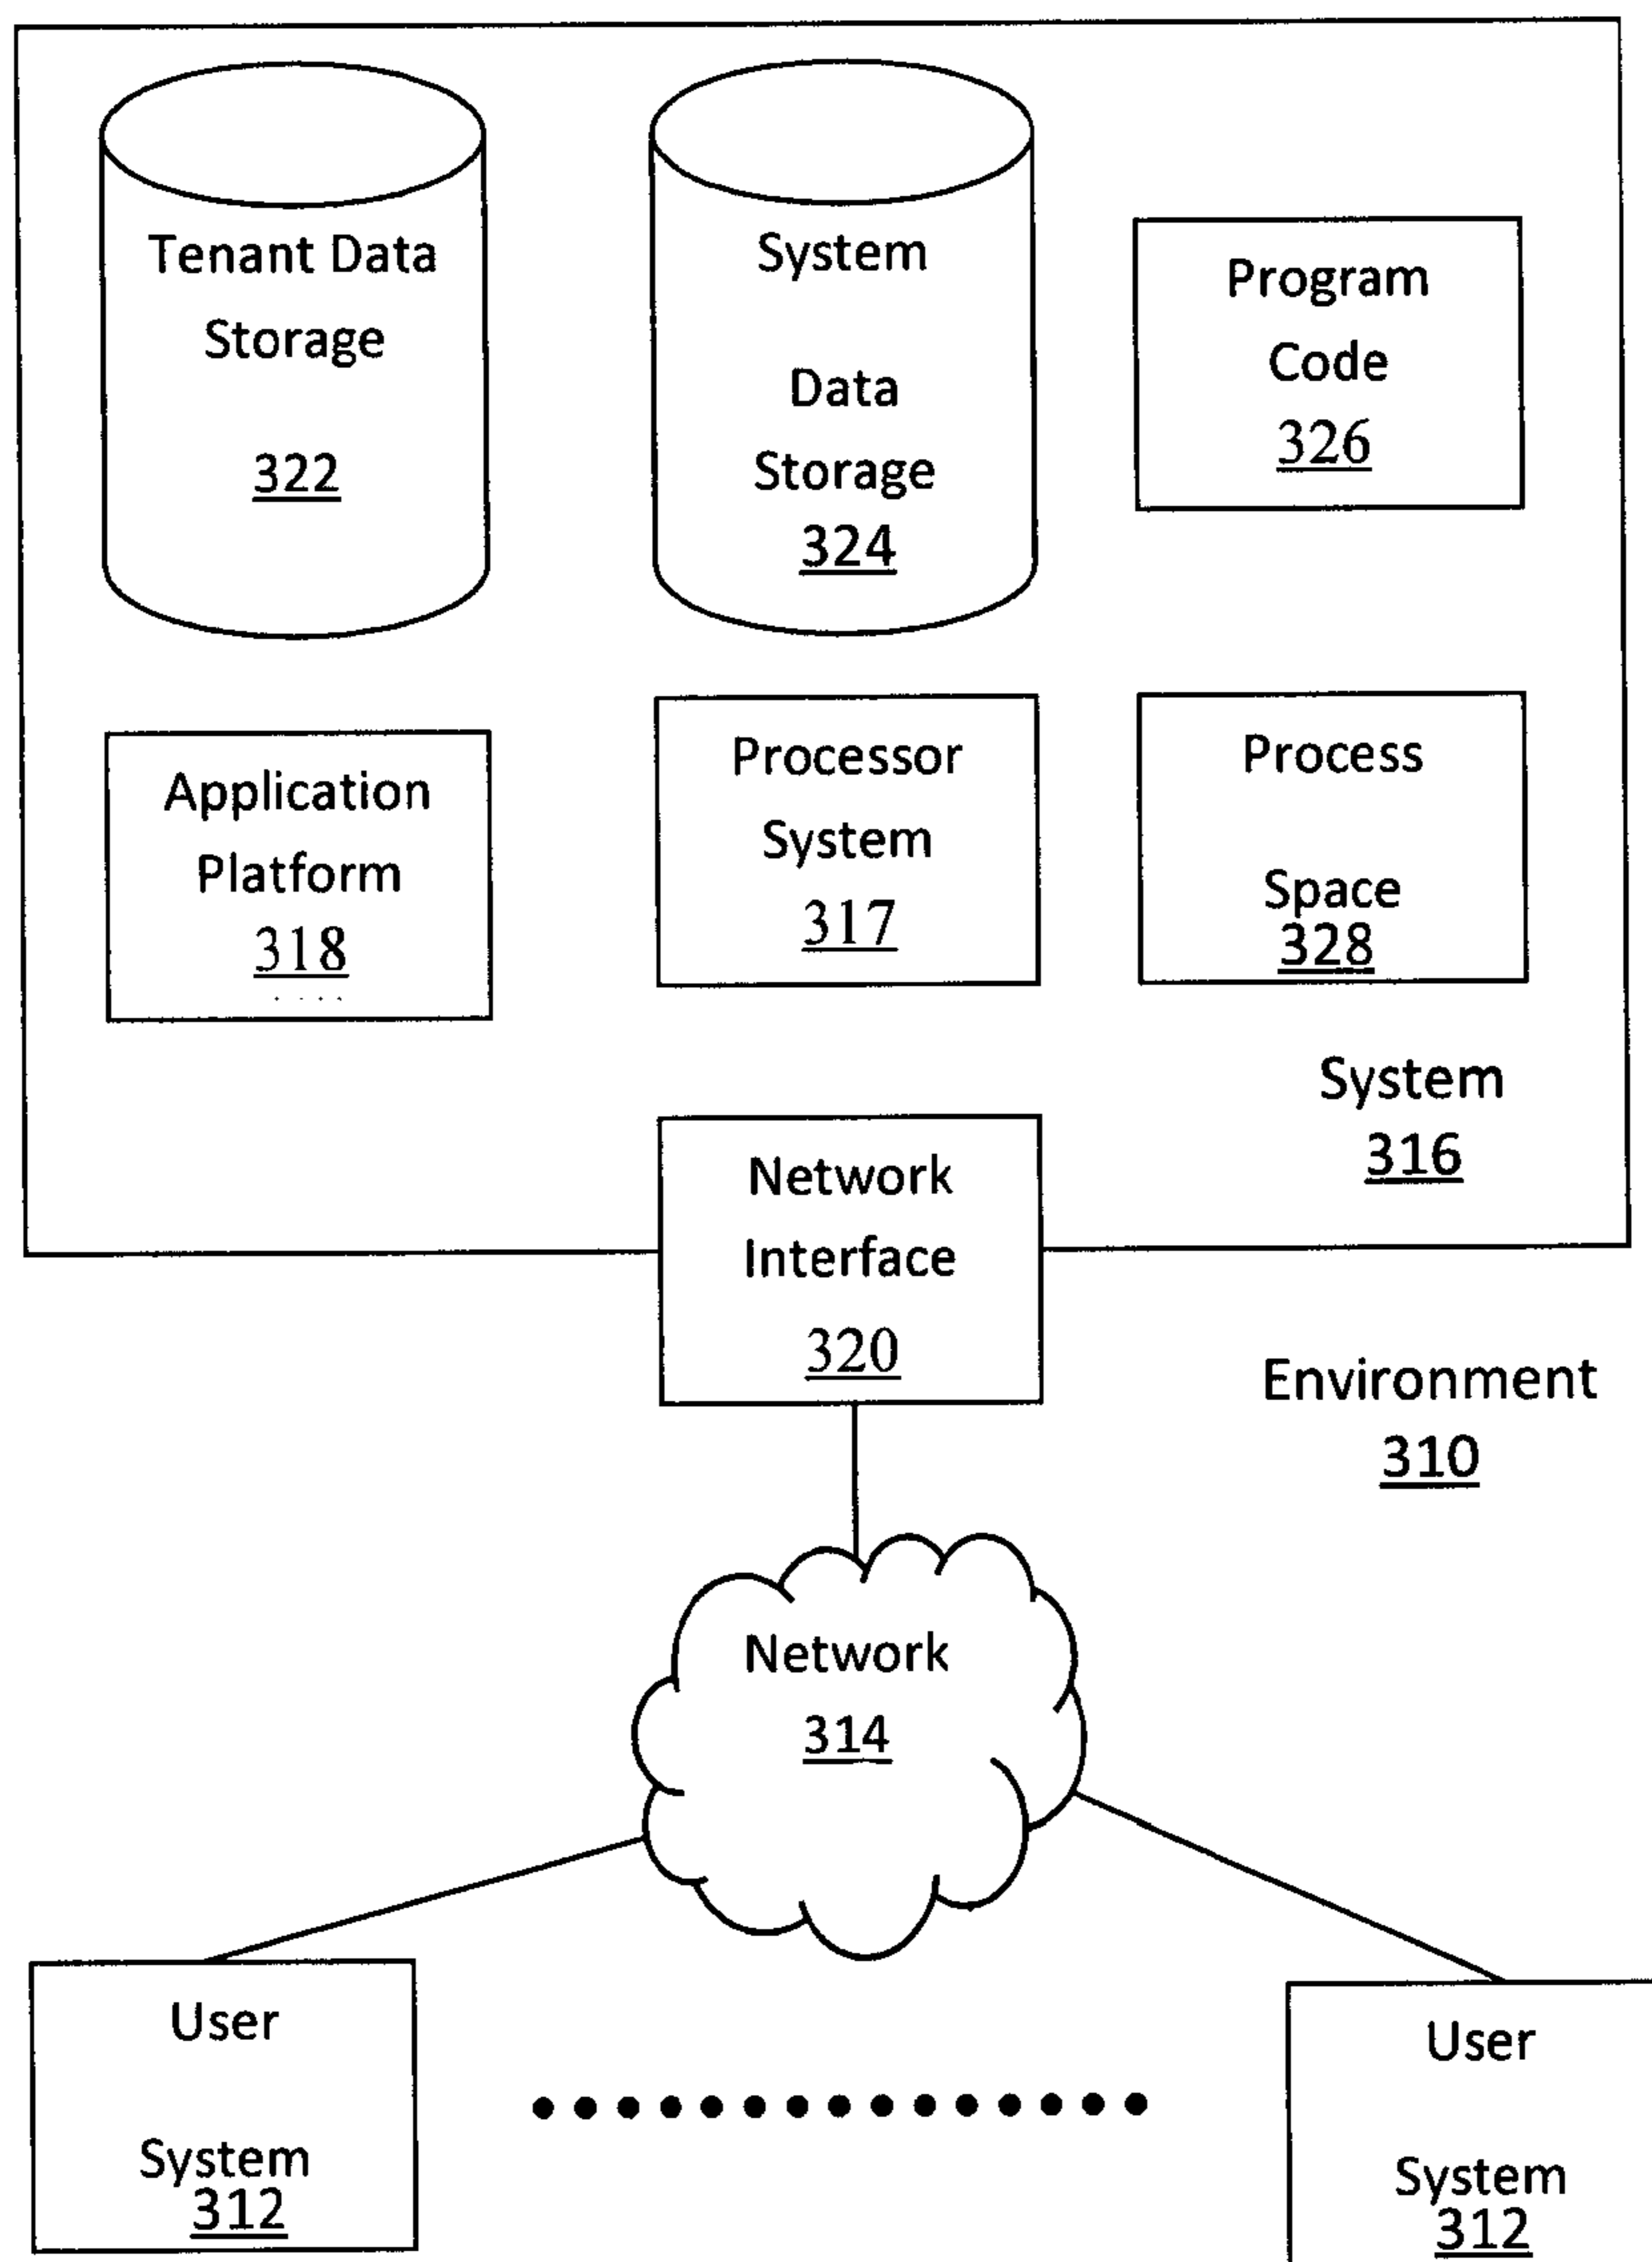 Tenant Data
Storage
322
System
Data
Storage
324
Program
Code
326
Application
Platform
318
Processor
System
317
Process
Space
328
System
316
Network
Interface
320
Environment
310
Network
314
User
System
312
User
System
312